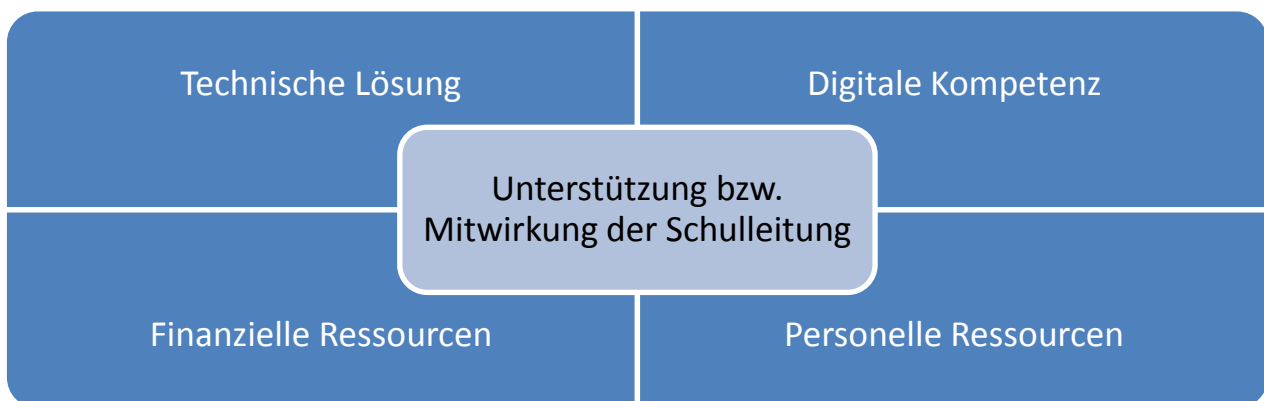 Technische Lösung
Digitale Kompetenz
Unterstützung bzw.
Mitwirkung der Schulleitung
Finanzielle Ressourcen
Personelle Ressourcen